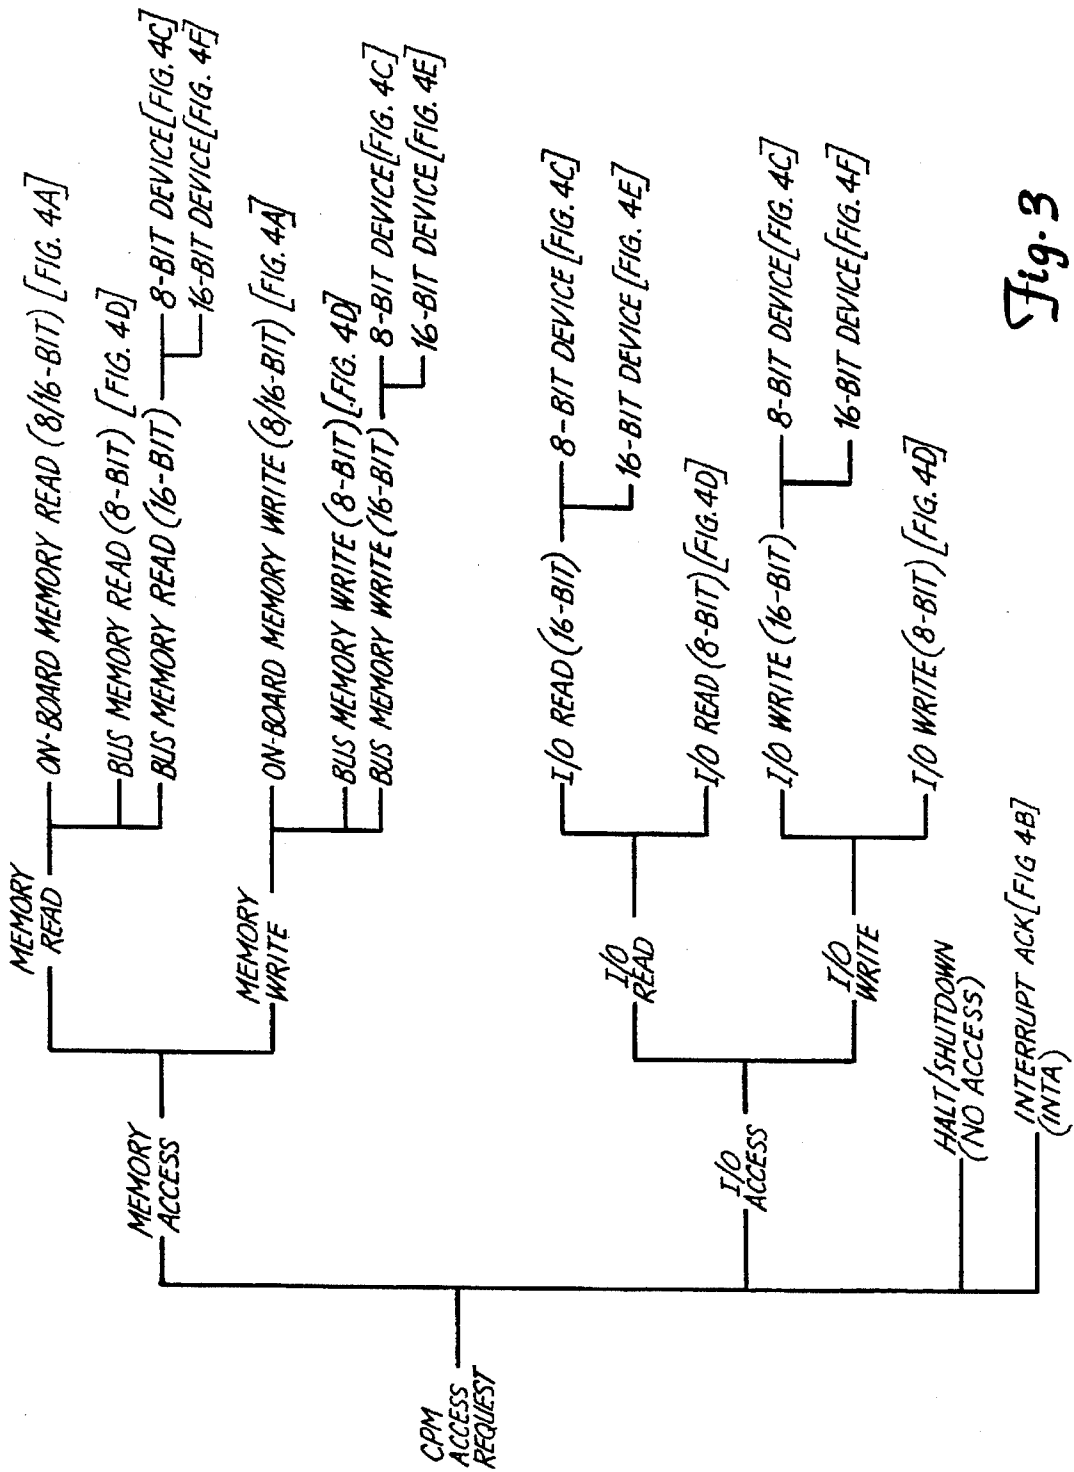 CPM
ACCESS
REQUEST
MEMORY
ACCESS
MEMORY
READ
ON-BOARD MEMORY READ (8/16-BIT) [FIG. 4A]
BUS MEMORY READ (8-BIT) [FIG. 4D]
BUS MEMORY READ (16-BIT)
8-BIT DEVICE [FIG. 4C]
16-BIT DEVICE [FIG. 4F]
MEMORY
WRITE
ON-BOARD MEMORY WRITE (8/16-BIT) [FIG. 4A]
BUS MEMORY WRITE (8-BIT) [.FIG. 4D]
BUS MEMORY WRITE (16-BIT)
8-BIT DEVICE [FIG. 4C]
16-BIT DEVICE [FIG. 4E]
I/O
ACCESS
I/O
READ
I/O READ (16-BIT)
8-BIT DEVICE [FIG. 4C]
16-BIT DEVICE [FIG. 4E]
I/O READ (8-BIT) [FIG. 4D]
I/O
WRITE
I/O WRITE (16-BIT)
8-BIT DEVICE [FIG. 4C]
16-BIT DEVICE [FIG. 4F]
I/O WRITE (8-BIT) [FIG. 4D]
HALT/SHUTDOWN
(NO ACCESS)
INTERRUPT ACK [FIG 4B]
(INTA)
Fig. 3